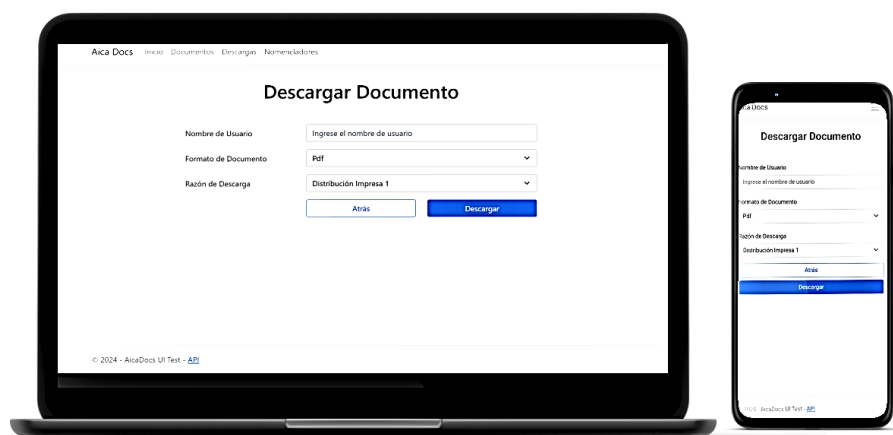 Aica Docs Inicio Documentos Descargas Nomencladores
Descargar Documento
Nombre de Usuario Ingrese el nombre de usuario
Formato de Documento Pdf
Razón de Descarga Distribución Impresa 1
Atrás Descargar
© 2024 - AicaDocs UI Test - API
Docs
Descargar Documento
Nombre de Usuario
Ingrese el nombre de usuario
Formato de Documento
Pdf
Razón de Descarga
Distribución Impresa 1
Atrás
Descargar
AicaDocs UI Test - API